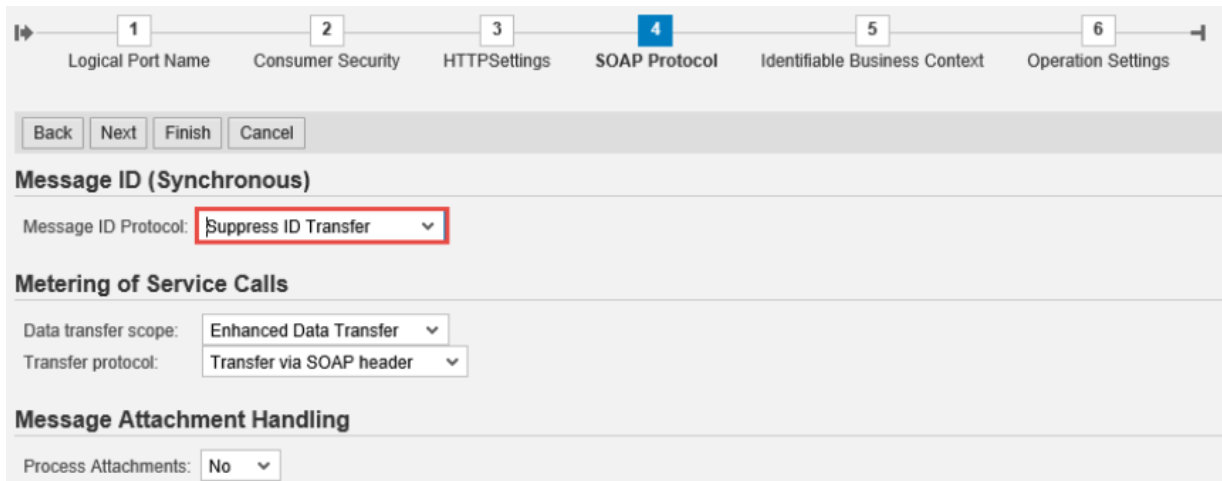 1 2 3 4 5 6
Logical Port Name Consumer Security HTTPSettings SOAP Protocol Identifiable Business Context Operation Settings
Back Next Finish Cancel
Message ID (Synchronous)
Message ID Protocol: Suppress ID Transfer
Metering of Service Calls
Data transfer scope: Enhanced Data Transfer
Transfer protocol: Transfer via SOAP header
Message Attachment Handling
Process Attachments: No